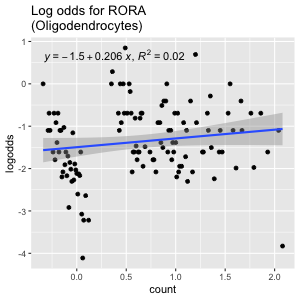 Log odds for RORA
(Oligodendrocytes)
y = −1.5 + 0.206 x, R² = 0.02
logodds
1
0
-1
-2
-3
-4
0.0 0.5 1.0 1.5 2.0
count